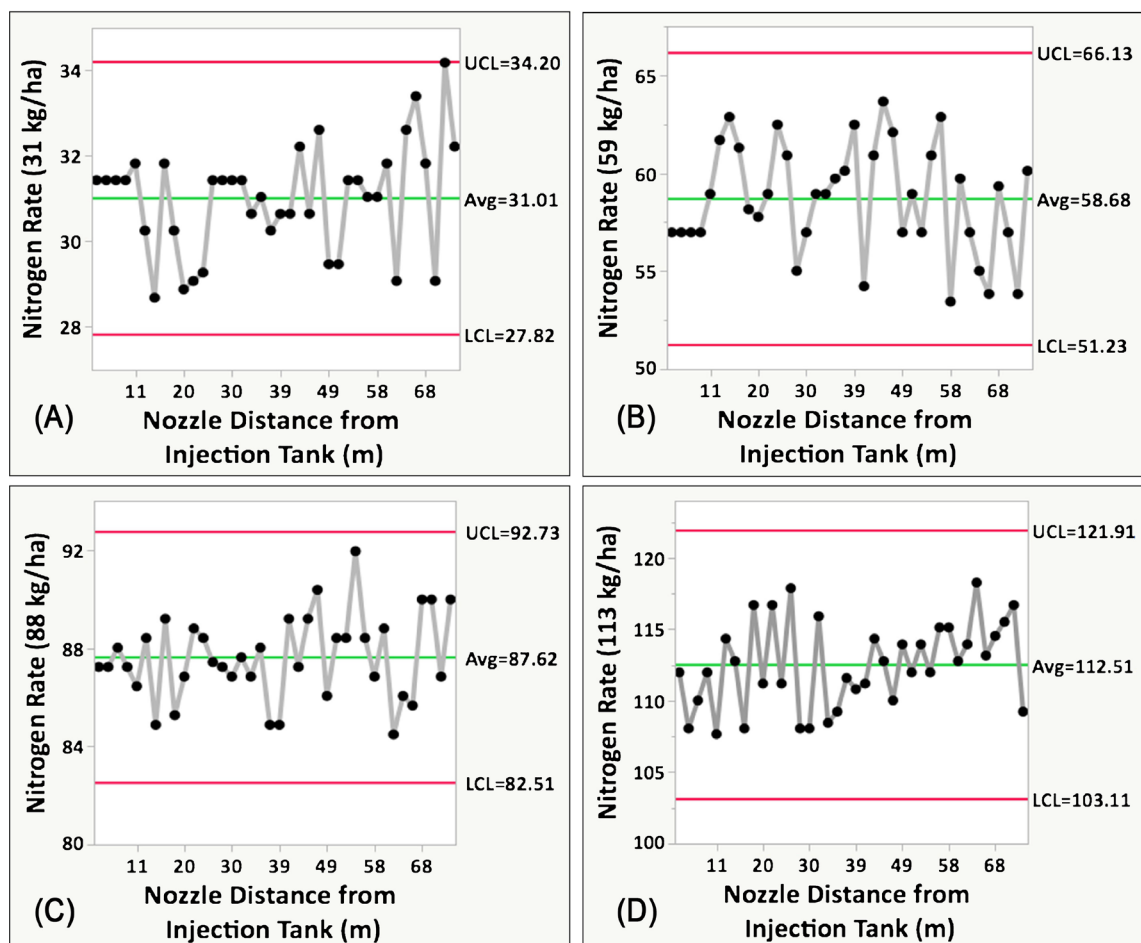 Nitrogen Rate (31 kg/ha)
34
32
30
28
UCL=34.20
Avg=31.01
LCL=27.82
11 20 30 39 49 58 68
(A)
Nozzle Distance from
Injection Tank (m)
Nitrogen Rate (59 kg/ha)
65
60
55
50
UCL=66.13
Avg=58.68
LCL=51.23
11 20 30 39 49 58 68
(B)
Nozzle Distance from
Injection Tank (m)
Nitrogen Rate (88 kg/ha)
92
88
84
80
UCL=92.73
Avg=87.62
LCL=82.51
11 20 30 39 49 58 68
(C)
Nozzle Distance from
Injection Tank (m)
Nitrogen Rate (113 kg/ha)
120
115
110
105
100
UCL=121.91
Avg=112.51
LCL=103.11
11 20 30 39 49 58 68
(D)
Nozzle Distance from
Injection Tank (m)